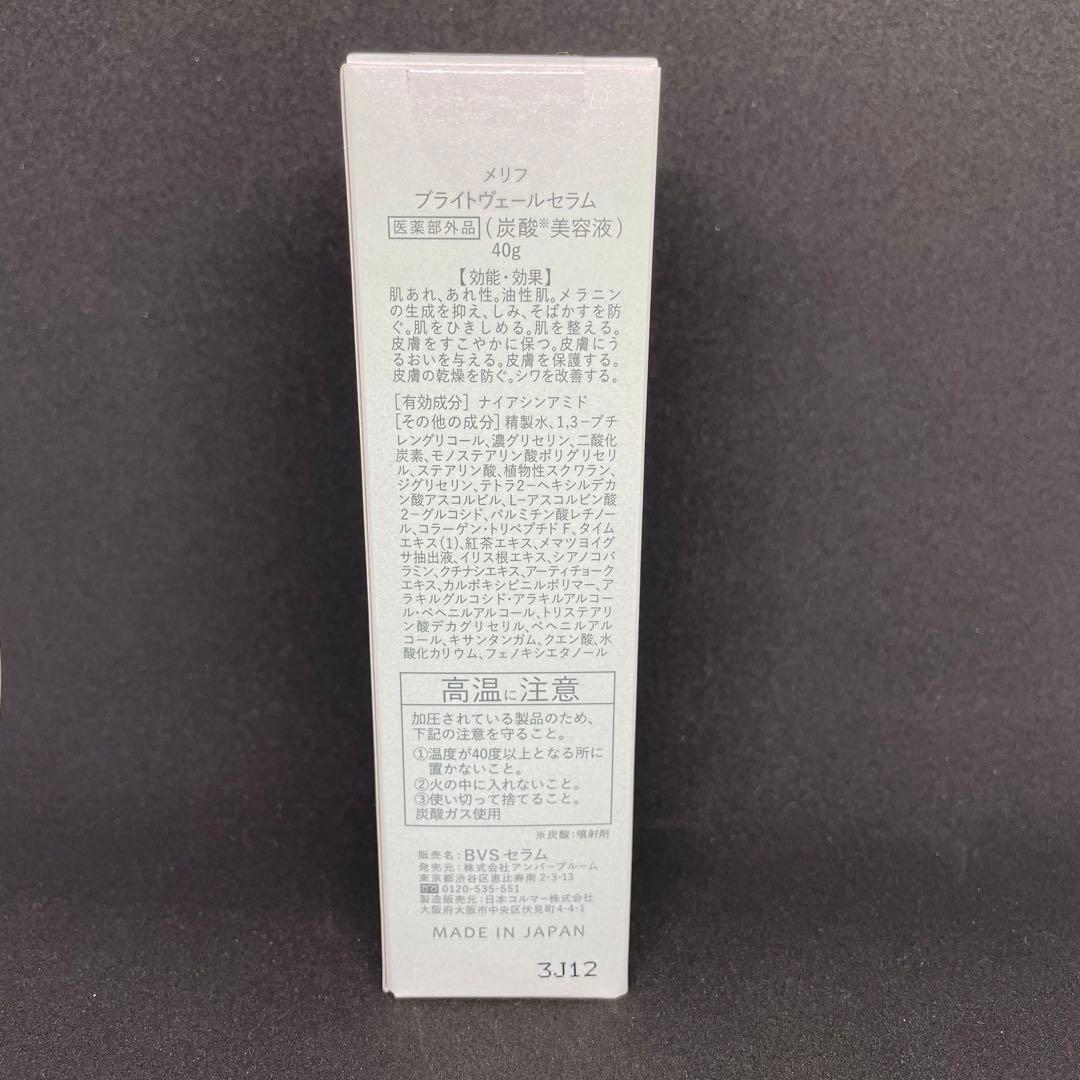 メリフ
ブライトヴェールセラム
医薬部外品(炭酸※美容液)
40g
【効能・効果】
肌あれ、あれ性。油性肌。メラニン
の生成を抑え、しみ、そばかすを防
ぐ。肌をひきしめる。肌を整える。
皮膚をすこやかに保つ。皮膚にう
るおいを与える。皮膚を保護する。
皮膚の乾燥を防ぐ。シワを改善する。
[有効成分] ナイアシンアミド
[その他の成分]精製水、1,3-ブチ
レングリコール、濃グリセリン、二酸化
炭素、モノステアリン酸ポリグリセリ
ル、ステアリン酸、植物性スクワラン、
ジグリセリン、テトラ2-ヘキシルデカ
ン酸アスコルビル、L-アスコルビン酸
2-グルコシド、パルミチン酸レチノー
ル、コラーゲン・トリペプチド F、タイム
エキス(1)、紅茶エキス、メマツヨイグ
サ抽出液、イリス根エキス、シアノコバ
ラミン、クチナシエキス、アーティチョーク
エキス、カルボキシビニルポリマー、ア
ラキルグルコシド・アラキルアルコー
ル・ベヘニルアルコール、トリステアリ
ン酸デカグリセリル、ベヘニルアル
コール、キサンタンガム、クエン酸、水
酸化カリウム、フェノキシエタノール
高温に注意
加圧されている製品のため、
下記の注意を守ること。
①温度が40度以上となる所に
置かないこと。
②火の中に入れないこと。
③使い切って捨てること。
炭酸ガス使用
※炭酸:噴射剤
販売名:BVS セラム
発売元:株式会社アンバーブルーム
東京都渋谷区恵比寿南 2-3-13
0120-535-551
製造販売元:日本コルマー株式会社
大阪府大阪市中央区伏見町4-4-1
MADE IN JAPAN
3J12